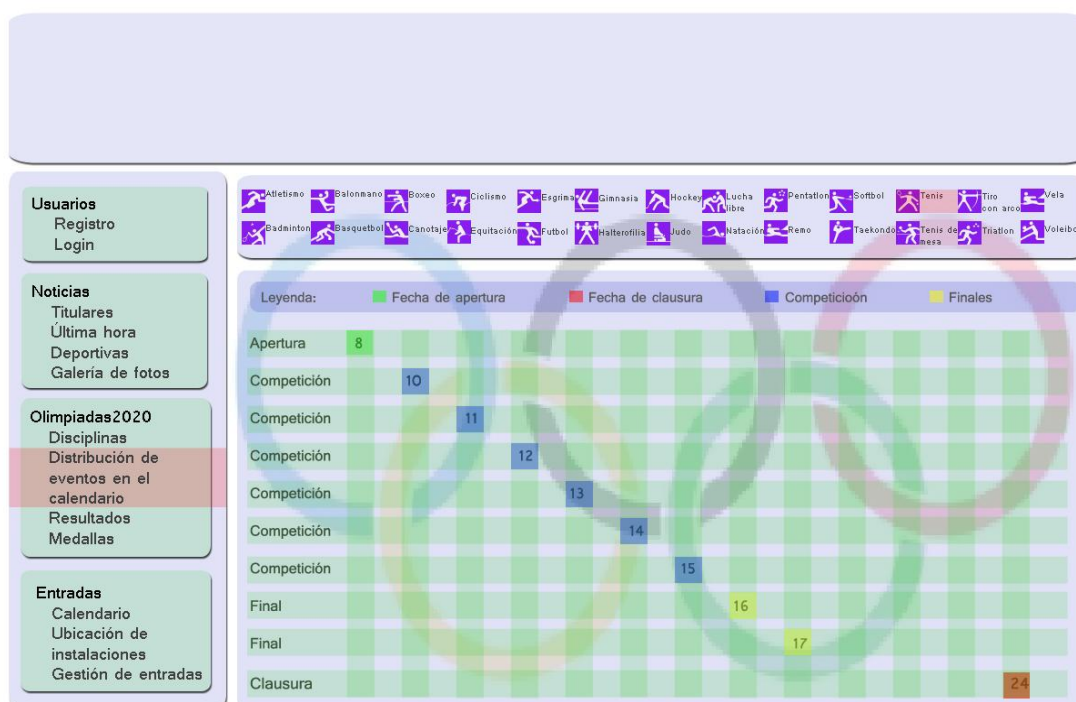 Usuarios
Registro
Login
Noticias
Titulares
Última hora
Deportivas
Galería de fotos
Olimpiadas2020
Disciplinas
Distribución de
eventos en el
calendario
Resultados
Medallas
Entradas
Calendario
Ubicación de
instalaciones
Gestión de entradas
Atletismo Balonmano Boxeo Ciclismo Esgrima Gimnasia Hockey Lucha libre Pentatlon Softbol Tenis Tiro con arco Vela
Badminton Basquetbol Canotaje Equitación Futbol Halterofilia Judo Natación Remo Taekondo Tenis de mesa Triatlon Voleibo
Leyenda: Fecha de apertura Fecha de clausura Competicioón Finales
Apertura 8
Competición 10
Competición 11
Competición 12
Competición 13
Competición 14
Competición 15
Final 16
Final 17
Clausura 24